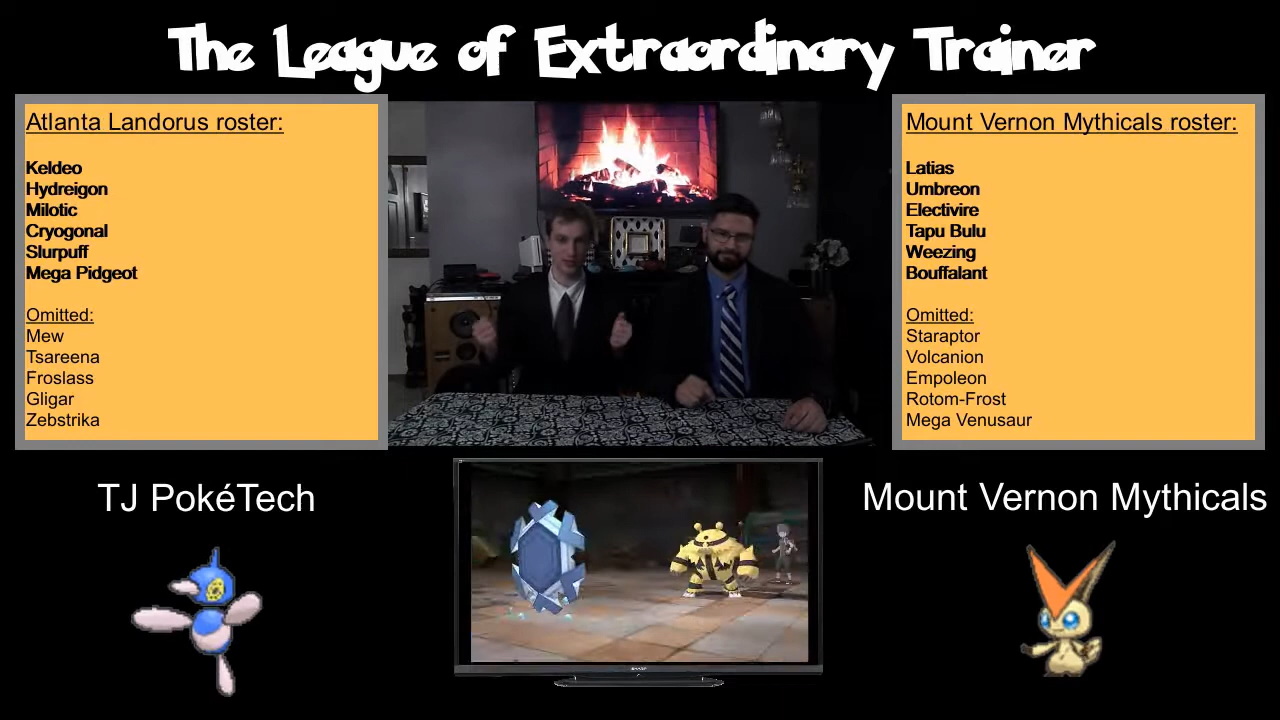 The League of Extraordinary Trainer
Atlanta Landorus roster:
Keldeo
Hydreigon
Milotic
Cryogonal
Slurpuff
Mega Pidgeot
Omitted:
Mew
Tsareena
Froslass
Gligar
Zebstrika
Mount Vernon Mythicals roster:
Latias
Umbreon
Electivire
Tapu Bulu
Weezing
Bouffalant
Omitted:
Staraptor
Volcanion
Empoleon
Rotom-Frost
Mega Venusaur
TJ PokéTech
Mount Vernon Mythicals
SHARP